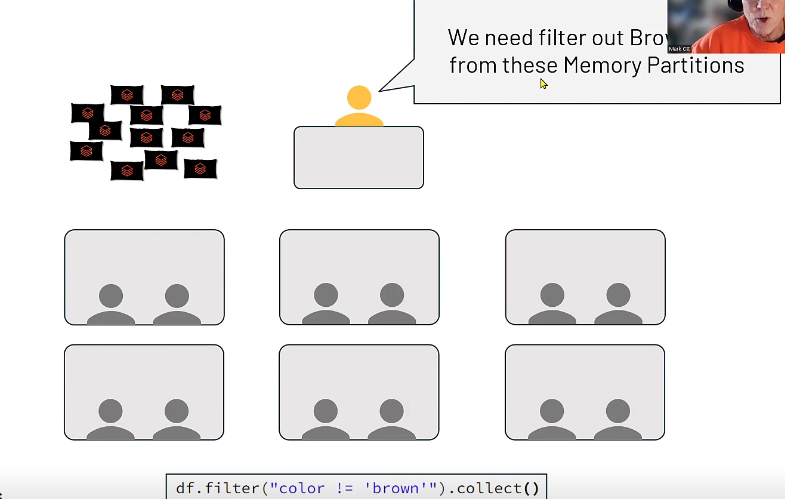 We need filter out
from these Memory Partitions
df.filter("color != 'brown'").collect()